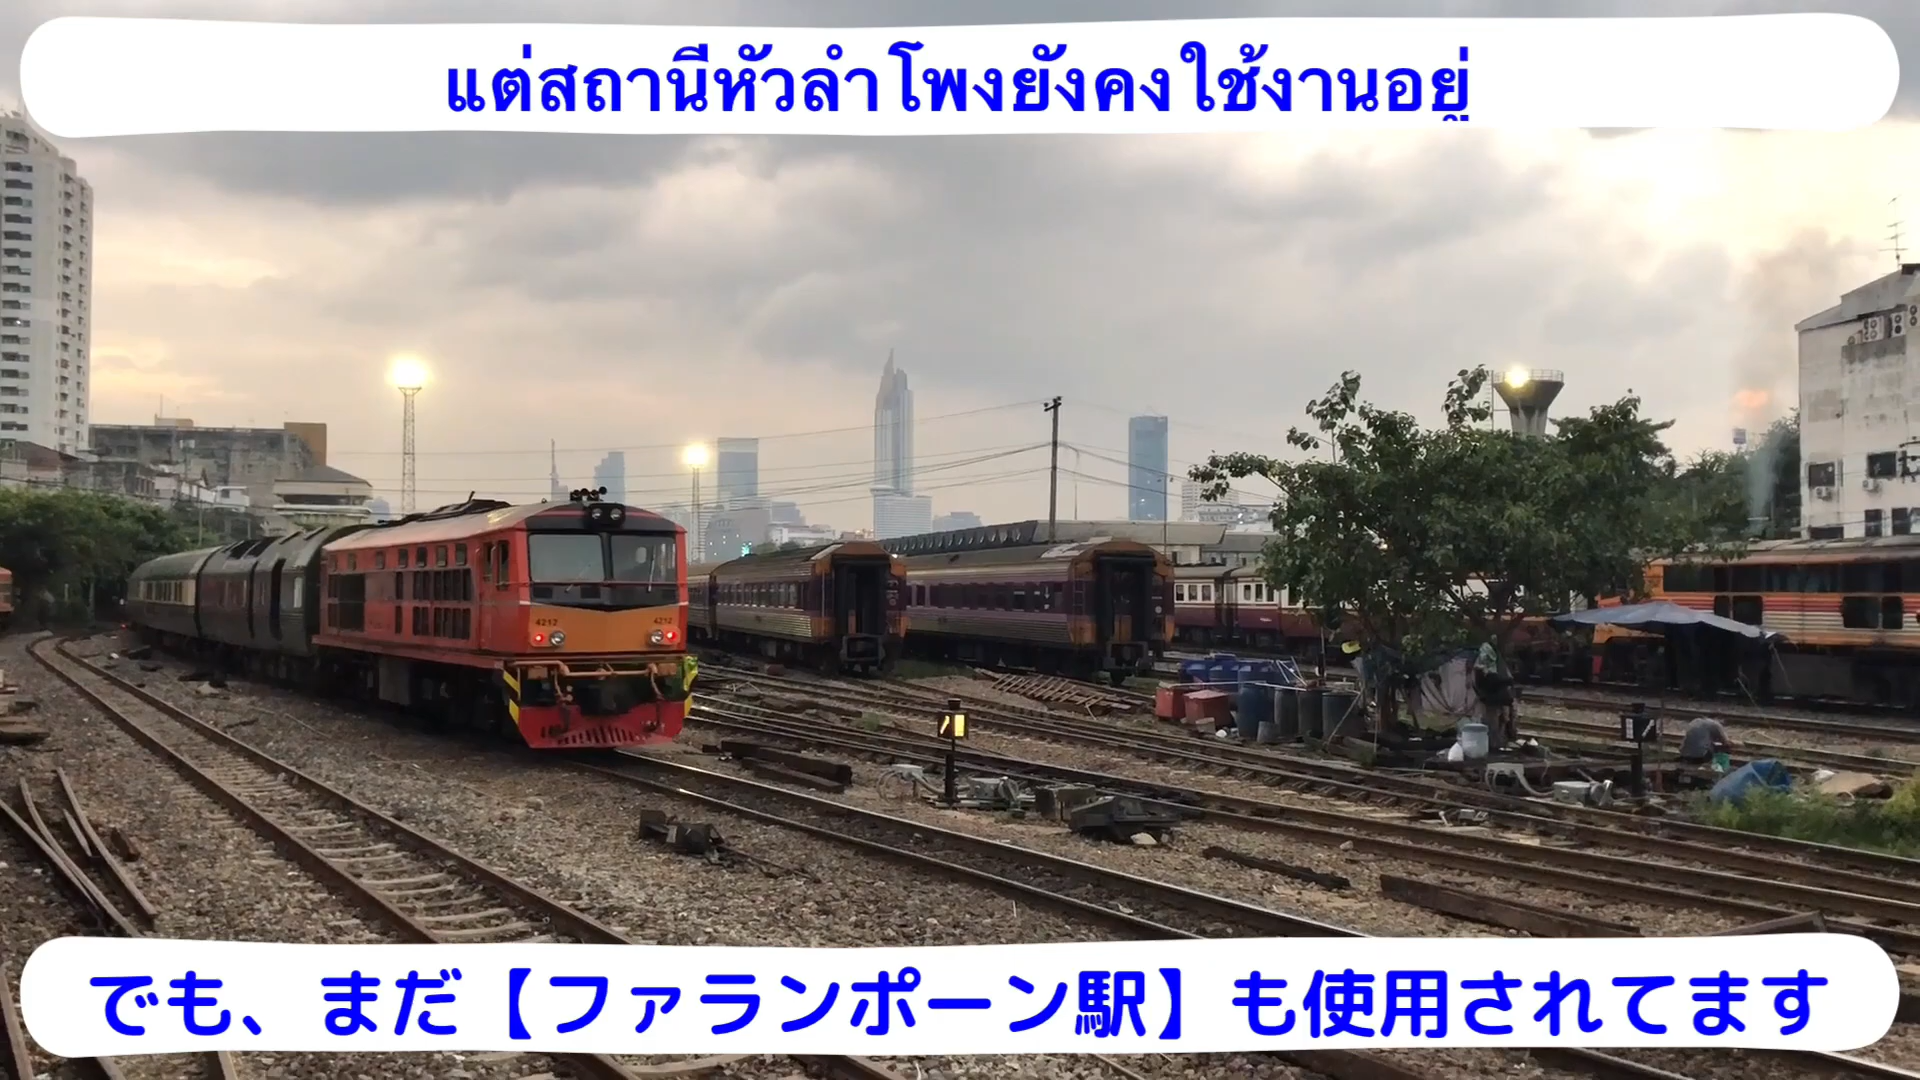 แต่สถานีหัวลำโพงยังคงใช้งานอยู่
4212
4212
でも、まだ【ファランポーン駅】も使用されてます